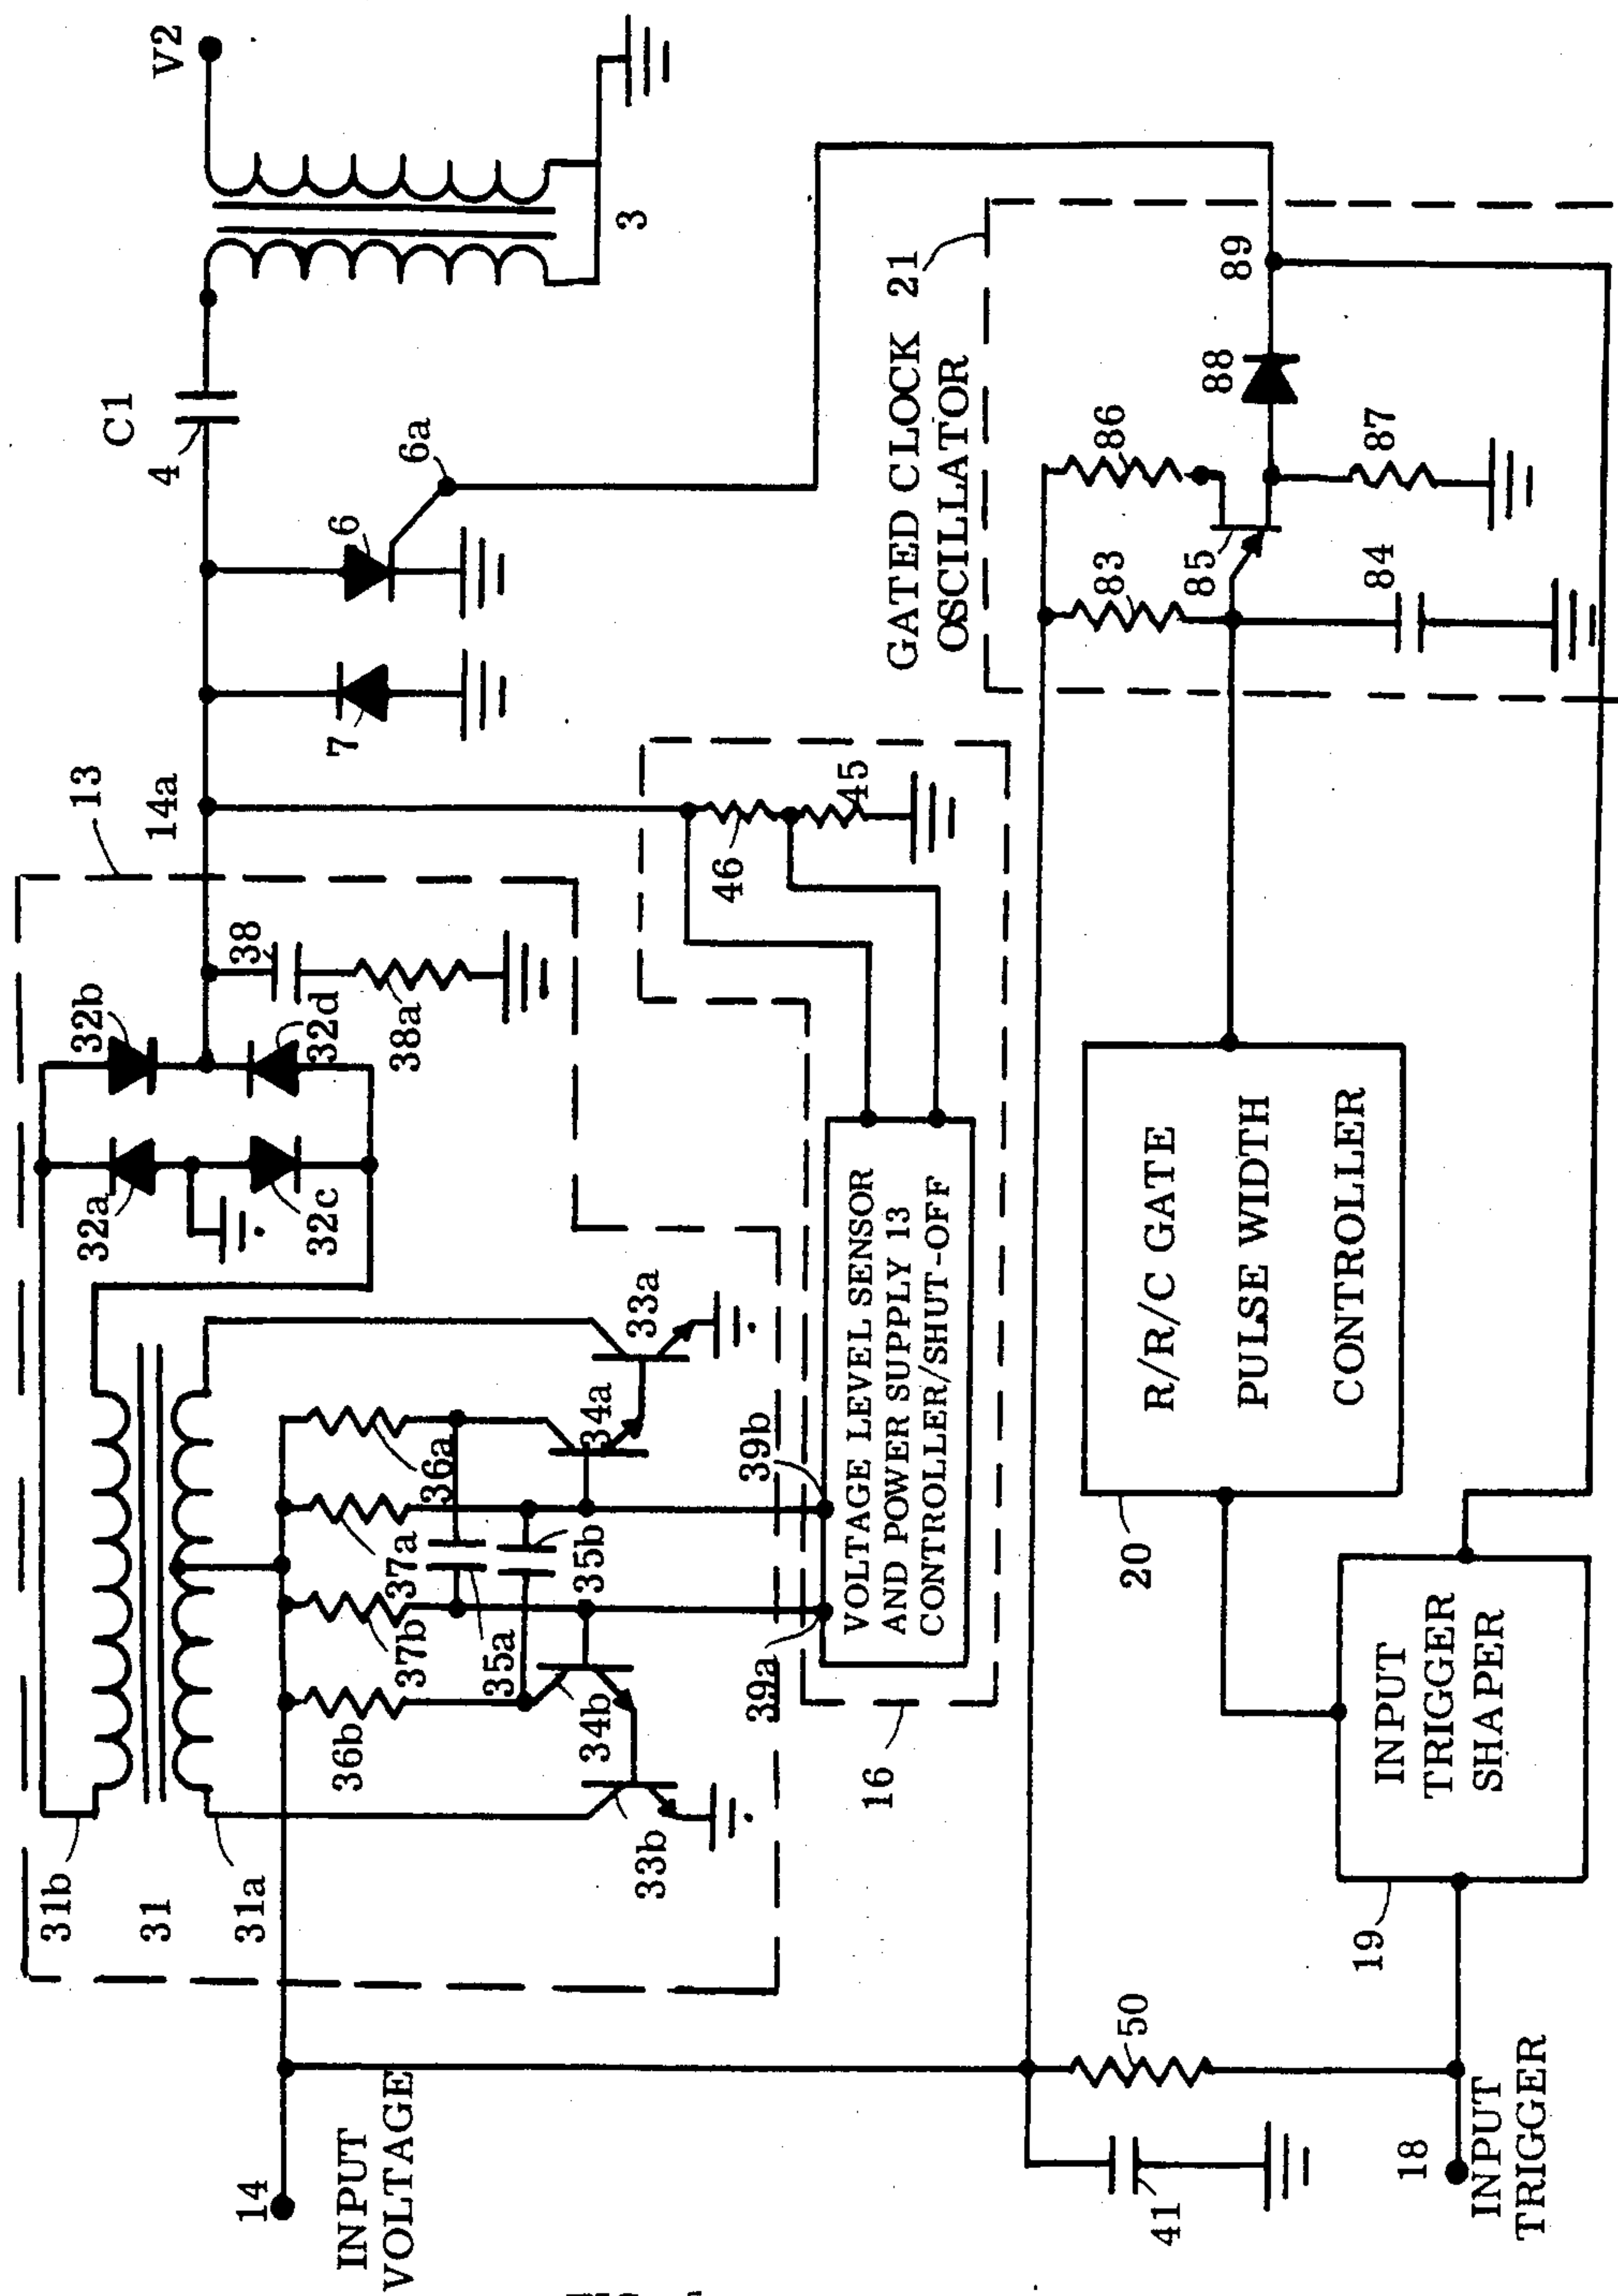 31b
31
31a
32a
32b
32c
32d
38
38a
13
14a
4
C1
V2
3
7
6
6a
14
INPUT
VOLTAGE
36b
37b
37a
36a
35a
35b
34b
34a
33b
33a
39a
39b
VOLTAGE LEVEL SENSOR
AND POWER SUPPLY 13
CONTROLLER/SHUT-OFF
16
46
45
GATED CLOCK 21
OSCILLATOR
83
86
85
84
87
88
89
R/R/C GATE
PULSE WIDTH
CONTROLLER
20
INPUT
TRIGGER
SHAPER
19
50
41
18
INPUT
TRIGGER